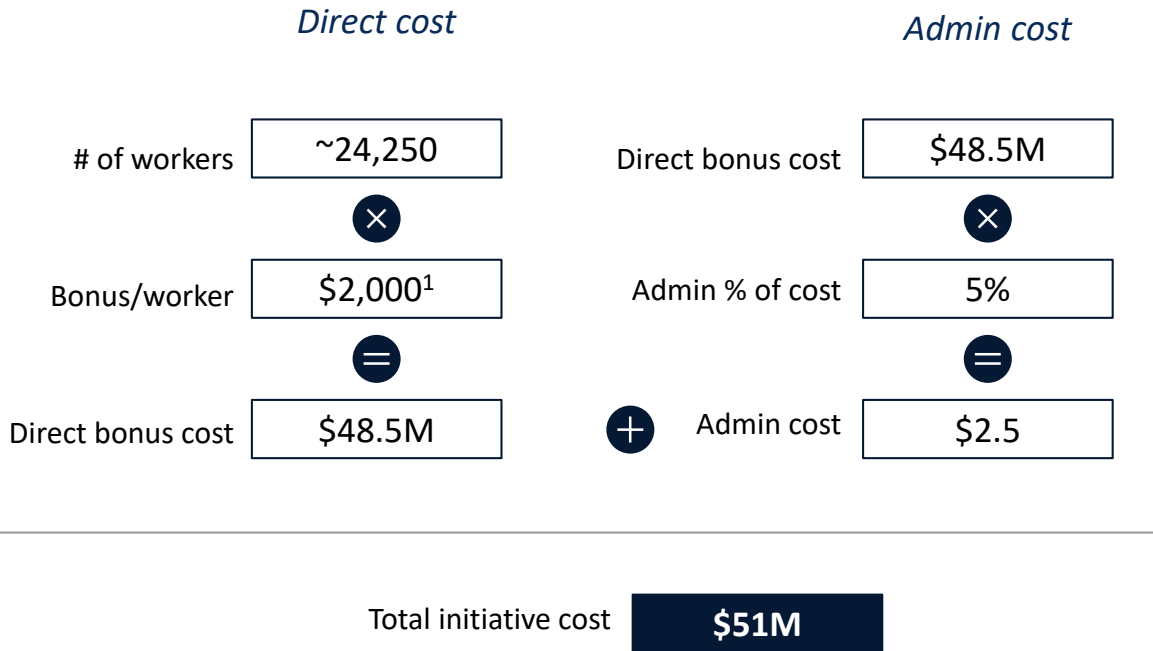 Direct cost
Admin cost
# of workers
~24,250
Direct bonus cost
$48.5M
×
×
Bonus/worker
$2,000¹
Admin % of cost
5%
=
=
Direct bonus cost
$48.5M
+
Admin cost
$2.5
Total initiative cost
$51M